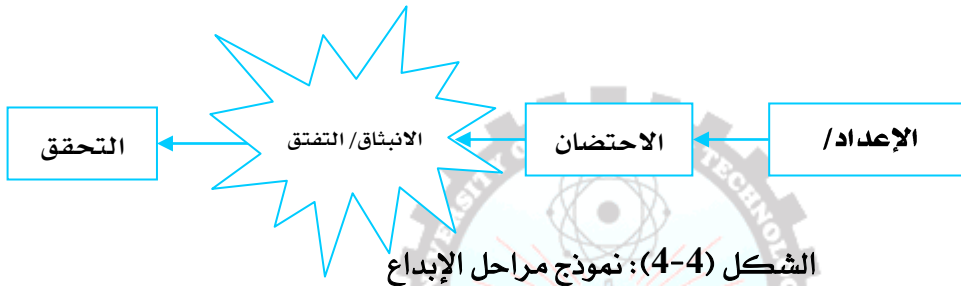 الإعداد/
الاحتضان
الانبثاق/ التفتق
التحقق
الشكل (4-4): نموذج مراحل الإبداع